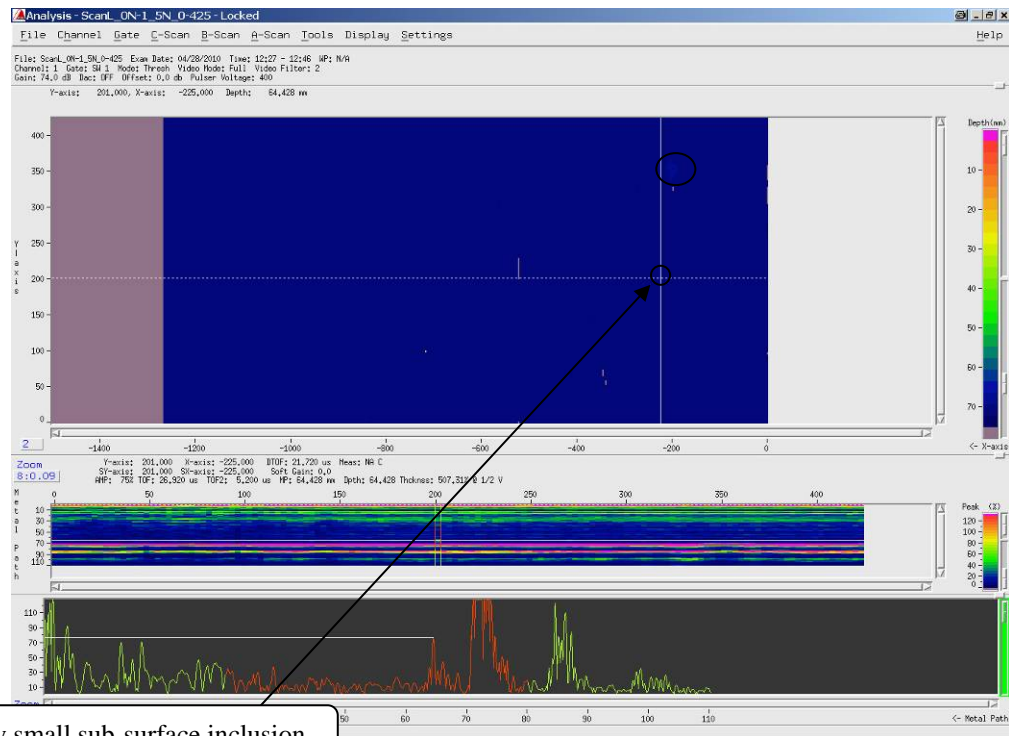 Analysis - ScanL_0N-1_5N_0-425 - Locked
File Channel Gate C-Scan B-Scan A-Scan Tools Display Settings Help
File: ScanL_0N-1_5N_0-425 Exam Date: 04/28/2010 Time: 12:27 - 12:46 WP: N/A
Channel: 1 Gate: SW 1 Mode: Thresh Video Mode: Full Video Filter: 2
Gain: 74.0 dB Dac: OFF Offset: 0.0 db Pulser Voltage: 400
Y-axis: 201.000, X-axis: -225.000 Depth: 64.428 mm
Depth(mm)
400
350
300
250
200
150
100
50
0
Y-axis
10
20
30
40
50
60
70
2
-1400 -1200 -1000 -800 -600 -400 -200 0
<- X-axis
Zoom
8:0.09
Y-axis: 201.000 X-axis: -225.000 DTOF: 21.720 us Meas: NA C
SY-axis: 201.000 SX-axis: -225.000 Soft Gain: 0.0
AMP: 75% TOF: 26.920 us TOF2: 5.200 us MP: 64.428 mm Dpth: 64.428 Thcknes: 507.31% @ 1/2 V
0 50 100 150 200 250 300 350 400
Metal Path
10
30
50
70
90
110
Peak (%)
120
100
80
60
40
20
0
110
90
70
50
30
10
Zoom
50 60 70 80 90 100 110
<- Metal Path
small sub-surface inclusion